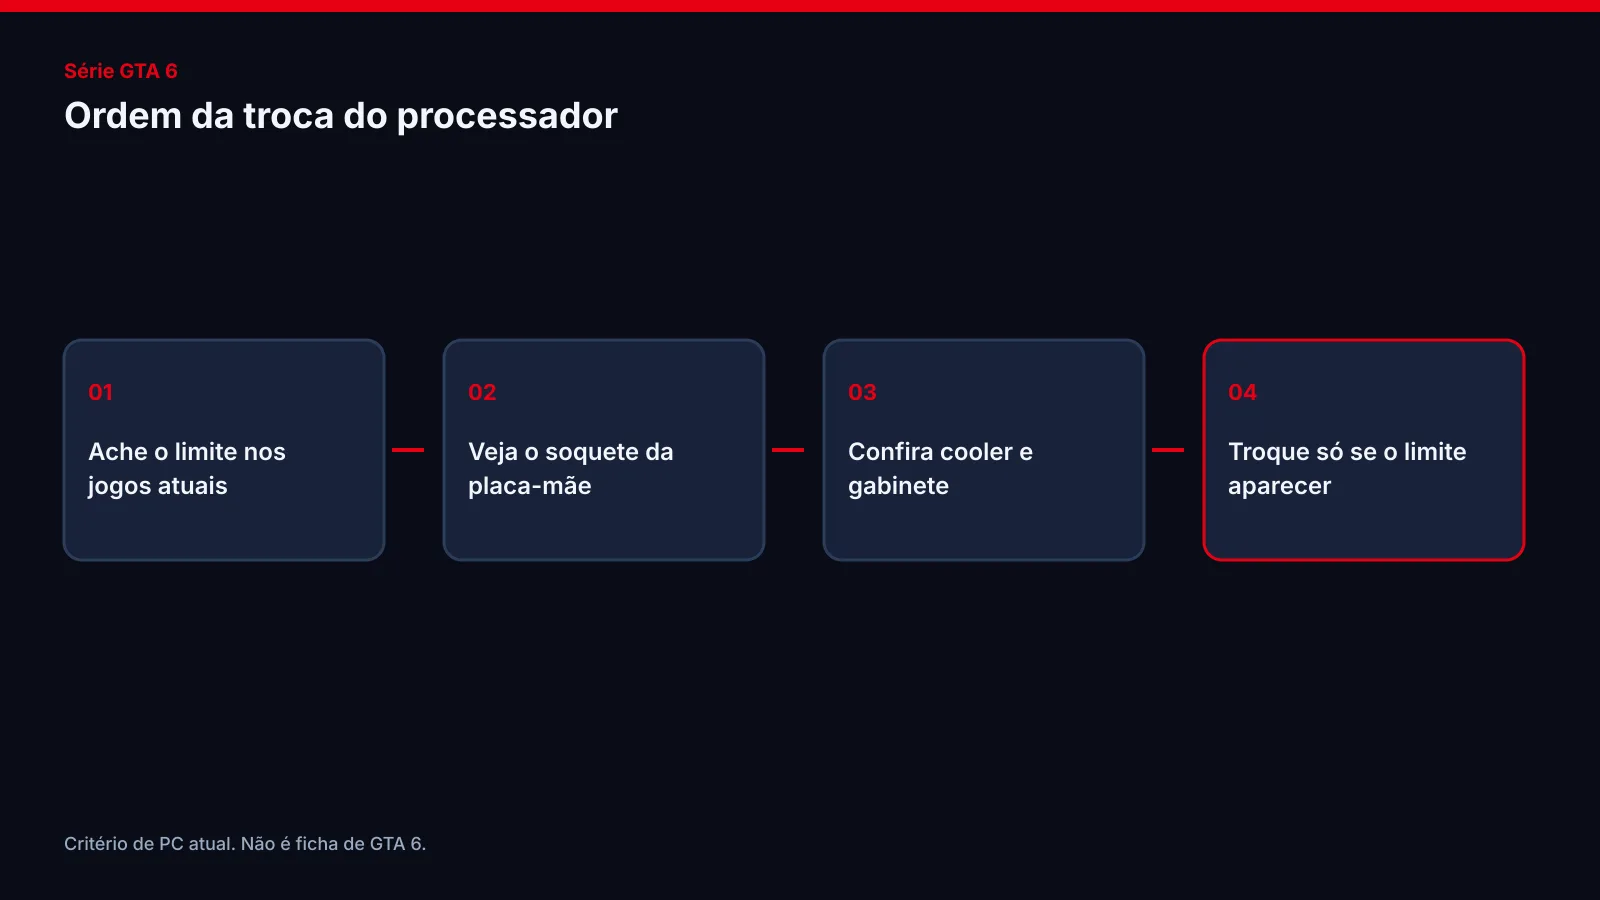 Série GTA 6
Ordem da troca do processador
01
Ache o limite nos
jogos atuais
02
Veja o soquete da
placa-mãe
03
Confira cooler e
gabinete
04
Troque só se o limite
aparecer
Critério de PC atual. Não é ficha de GTA 6.